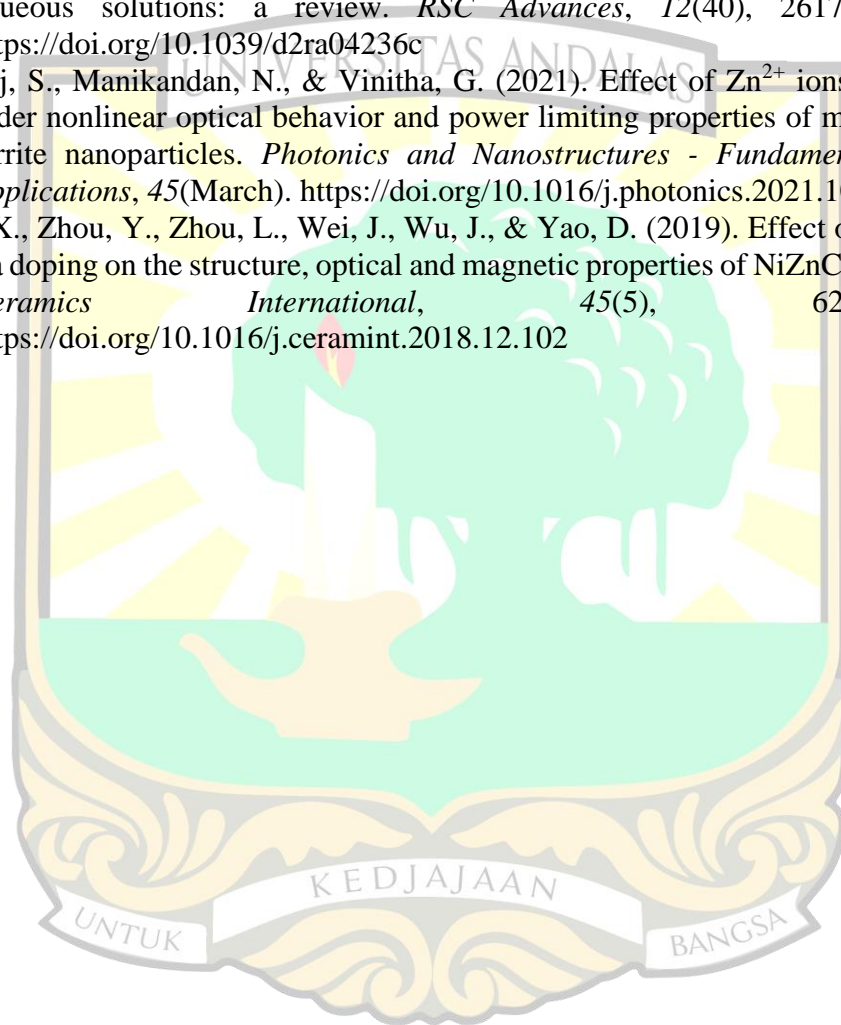 ueous solutions: a review. RSC Advances, 12(40), 2617
tps://doi.org/10.1039/d2ra04236c
UNIVERSITAS ANDALAS
j, S., Manikandan, N., & Vinitha, G. (2021). Effect of Zn²⁺ ions
der nonlinear optical behavior and power limiting properties of m
rrite nanoparticles. Photonics and Nanostructures - Fundamen
pplications, 45(March). https://doi.org/10.1016/j.photonics.2021.10
X., Zhou, Y., Zhou, L., Wei, J., Wu, J., & Yao, D. (2019). Effect o
a doping on the structure, optical and magnetic properties of NiZnC
eramics International, 45(5), 62
tps://doi.org/10.1016/j.ceramint.2018.12.102
UNTUK KEDJAJAAN BANGSA